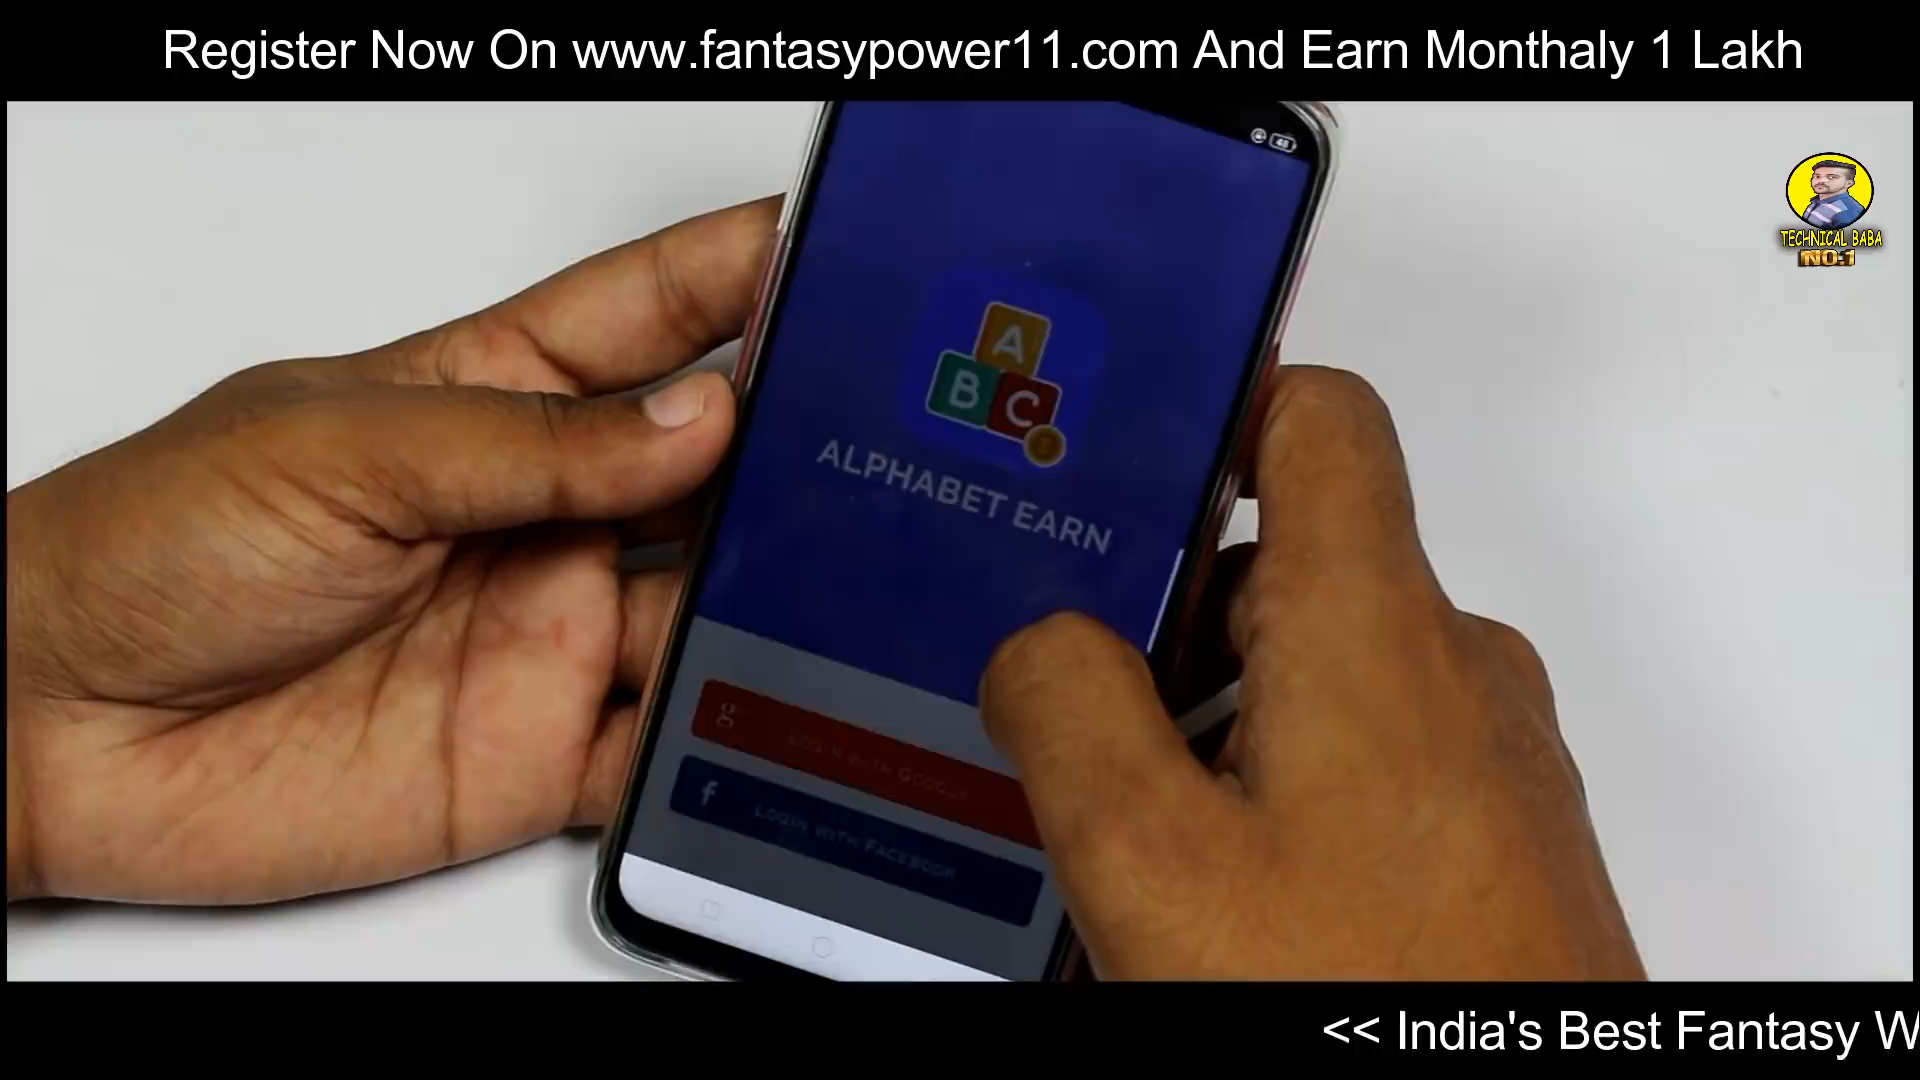 Register Now On www.fantasypower11.com And Earn Monthaly 1 Lakh
48
TECHNICAL BABA
NO.1
A
B C
ALPHABET EARN
g LOGIN WITH GOOGLE
f LOGIN WITH FACEBOOK
<< India's Best Fantasy W